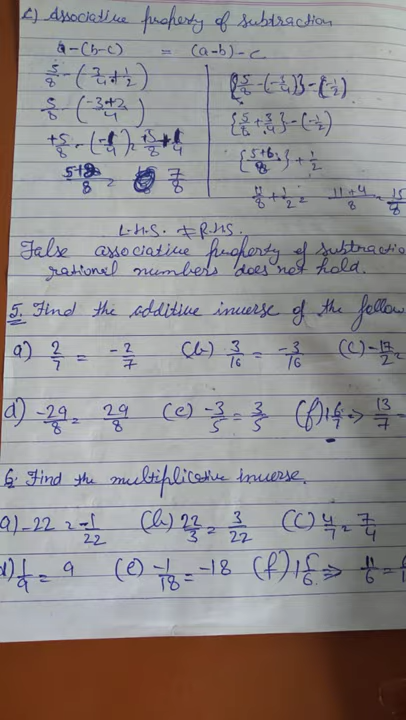 c) Associative property of subtraction
a-(b-c) = (a-b)-c
5/8 - (-3/4 + 1/2)
5/8 - (-3+2/4)
+5/8 - (-1/4) = +5/8 + 1/4
= 7/8
{5/8 - (-3/4)} - (-1/2)
{5/8 + 3/4} - (-1/2)
{5+6/8} + 1/2
11/8 + 1/2 = 11+4/8 = 15/8
L.H.S. ≠ R.H.S.
False associative property of subtractio
rational numbers does not hold.
5. Find the additive inverse of the follow
a) 2/7 = -2/7 (b) 3/16 = -3/16 (c) -17/2 =
d) -29/8 = 29/8 (e) -3/5 = 3/5 (f) 1 6/7 ⇒ 13/7 =
6. Find the multiplicative inverse.
a) -22 = -1/22 (b) 22/3 = 3/22 (c) 4/7 = 7/4
d) 1/9 = 9 (e) -1/18 = -18 (f) 1 5/6 ⇒ 11/6 =